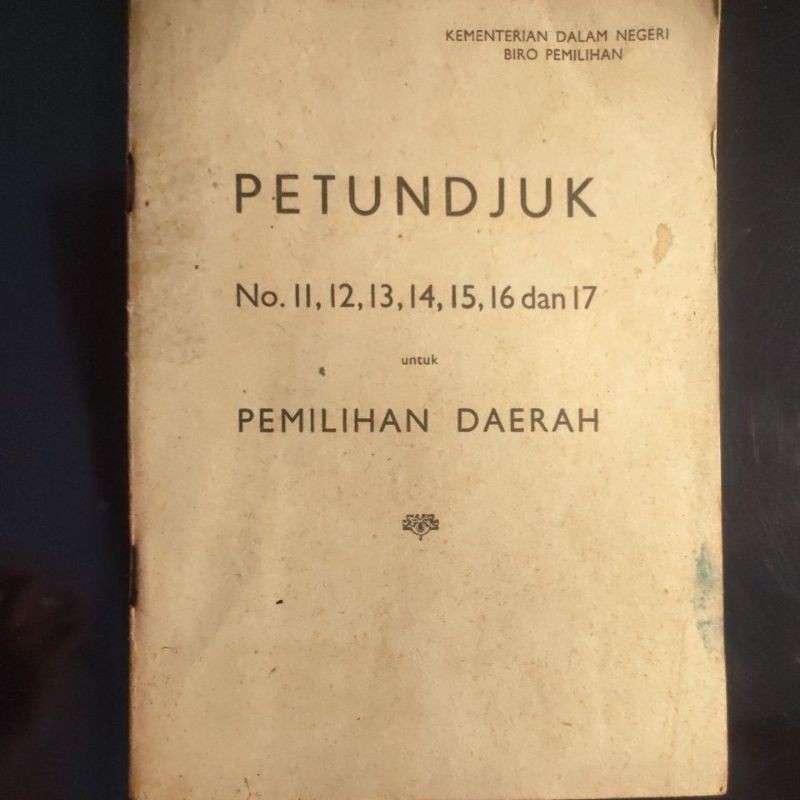 KEMENTERIAN DALAM NEGERI
BIRO PEMILIHAN
PETUNDJUK
No. 11, 12, 13, 14, 15, 16 dan 17
untuk
PEMILIHAN DAERAH